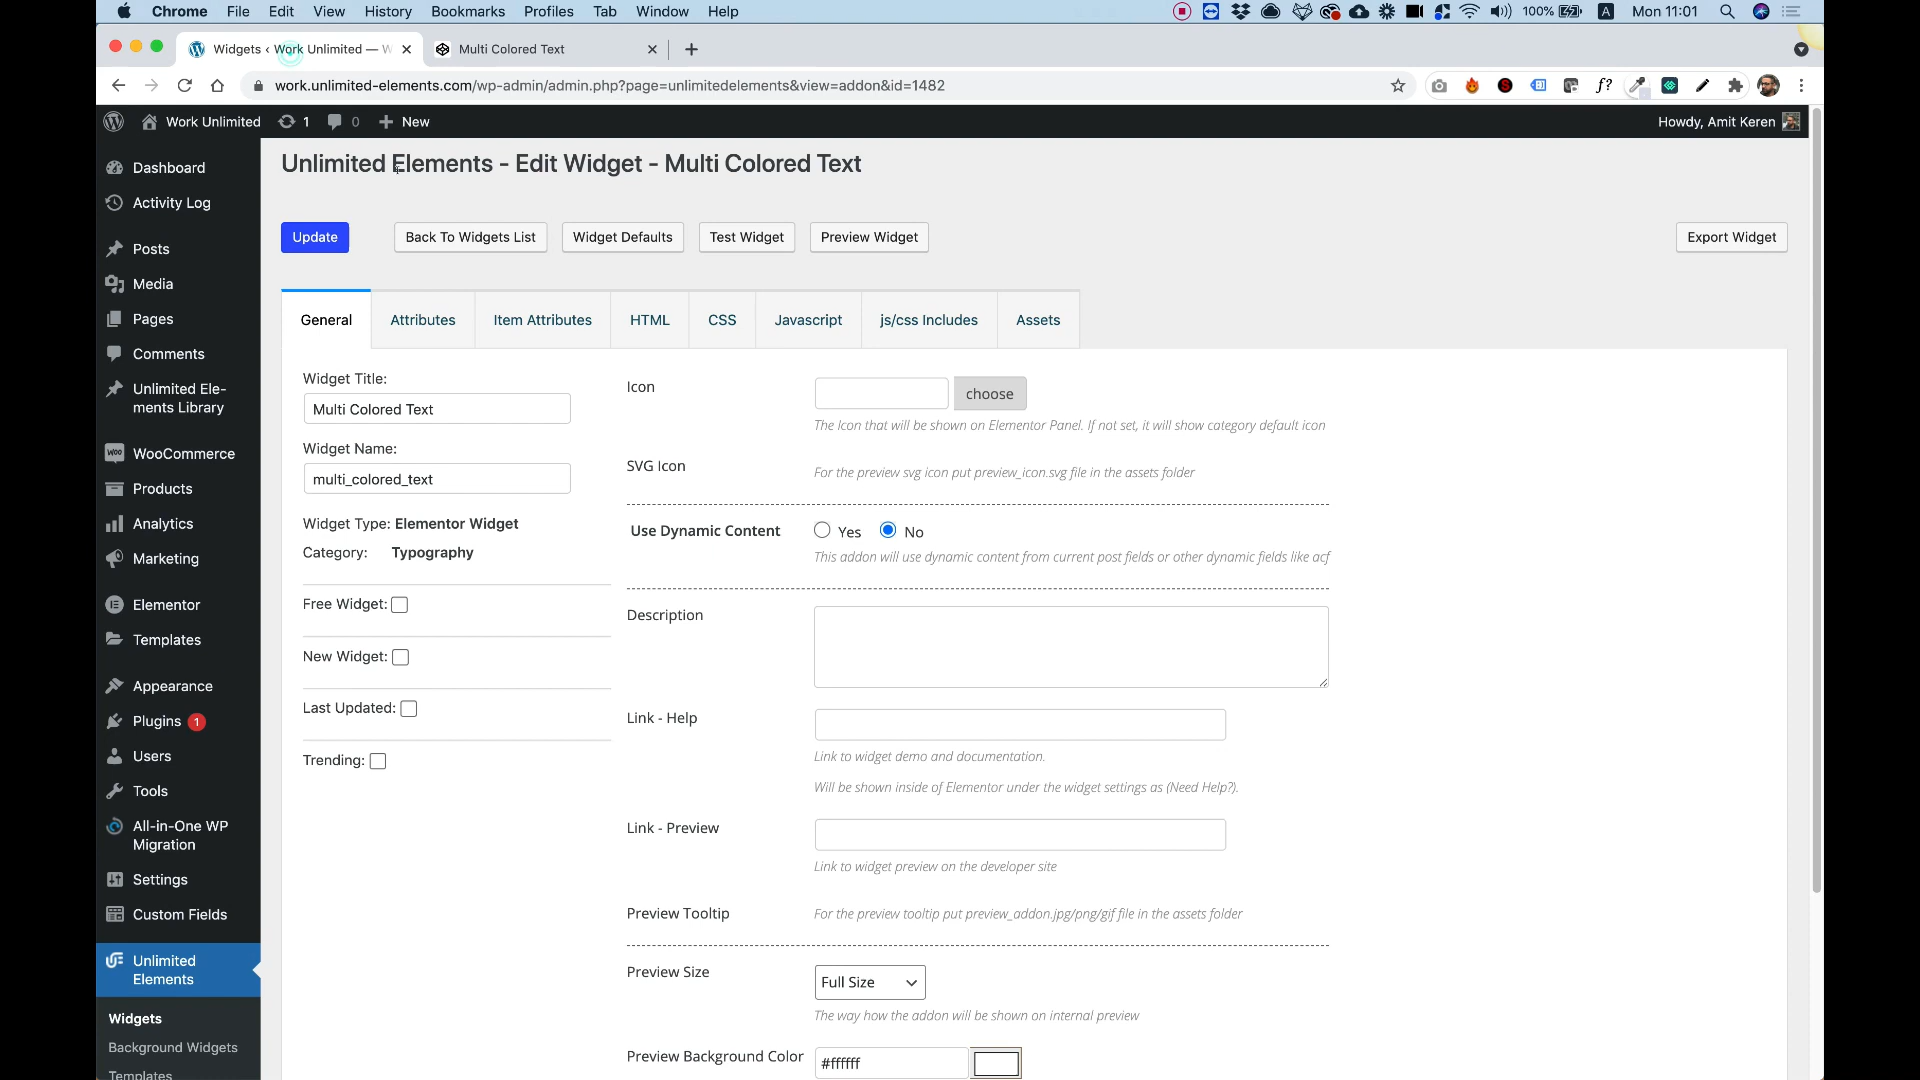 Chrome File Edit View History Bookmarks Profiles Tab Window Help 100% A Mon 11:01
Widgets ‹ Work Unlimited — W Multi Colored Text
work.unlimited-elements.com/wp-admin/admin.php?page=unlimitedelements&view=addon&id=1482
Work Unlimited 1 0 New Howdy, Amit Keren
Unlimited Elements - Edit Widget - Multi Colored Text
Update Back To Widgets List Widget Defaults Test Widget Preview Widget Export Widget
General Attributes Item Attributes HTML CSS Javascript js/css Includes Assets
Dashboard
Activity Log
Posts
Media
Pages
Comments
Unlimited Ele-
ments Library
WooCommerce
Products
Analytics
Marketing
Elementor
Templates
Appearance
Plugins 1
Users
Tools
All-in-One WP
Migration
Settings
Custom Fields
Unlimited
Elements
Widgets
Background Widgets
Templates
Widget Title:
Multi Colored Text
Widget Name:
multi_colored_text
Widget Type: Elementor Widget
Category: Typography
Free Widget:
New Widget:
Last Updated:
Trending:
Icon choose
The Icon that will be shown on Elementor Panel. If not set, it will show category default icon
SVG Icon For the preview svg icon put preview_icon.svg file in the assets folder
Use Dynamic Content Yes No
This addon will use dynamic content from current post fields or other dynamic fields like acf
Description
Link - Help
Link to widget demo and documentation.
Will be shown inside of Elementor under the widget settings as (Need Help?).
Link - Preview
Link to widget preview on the developer site
Preview Tooltip For the preview tooltip put preview_addon.jpg/png/gif file in the assets folder
Preview Size Full Size
The way how the addon will be shown on internal preview
Preview Background Color #ffffff